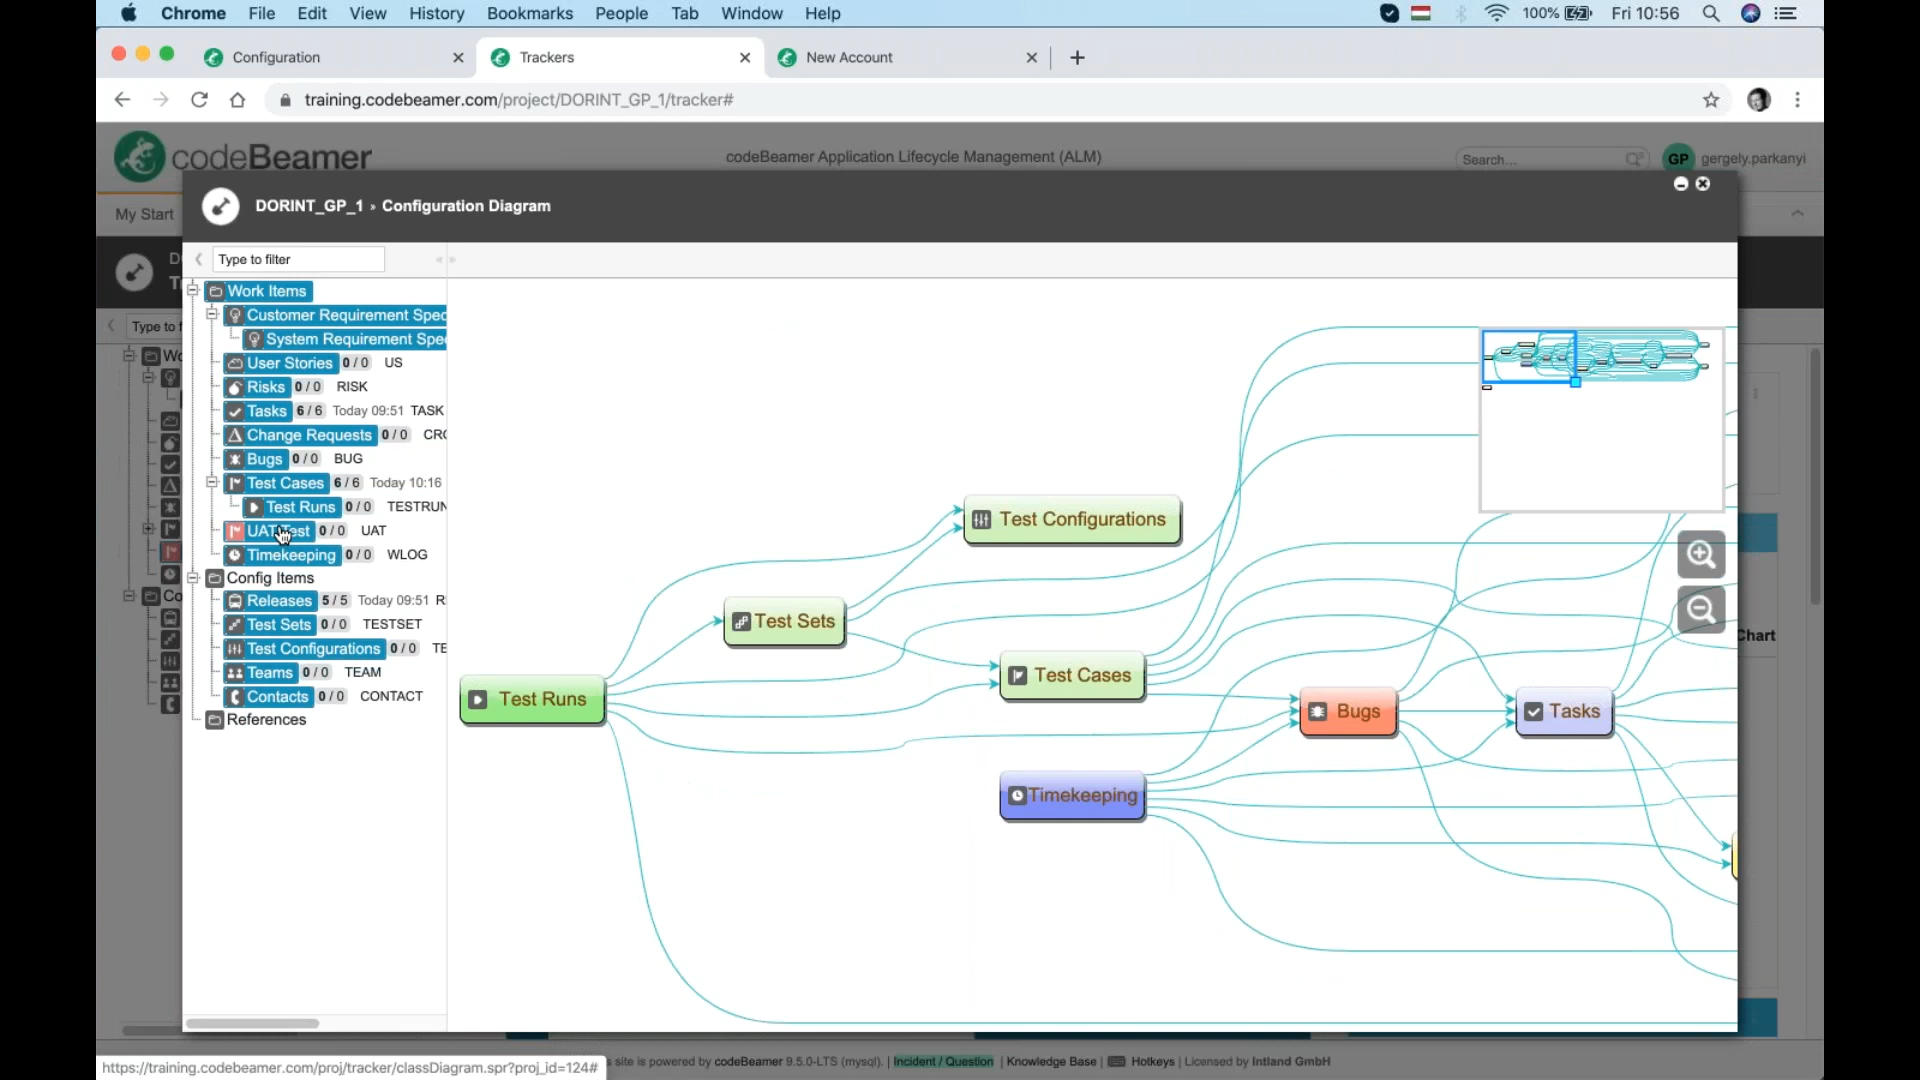 Chrome File Edit View History Bookmarks People Tab Window Help 100% Fri 10:56
Configuration Trackers New Account
training.codebeamer.com/project/DORINT_GP_1/tracker#
codeBeamer codeBeamer Application Lifecycle Management (ALM) Search... GP gergely.parkanyi
My Start
DORINT_GP_1 » Configuration Diagram
Type to filter
Work Items
Customer Requirement Spec
System Requirement Spe
User Stories 0/0 US
Risks 0/0 RISK
Tasks 6/6 Today 09:51 TASK
Change Requests 0/0
Bugs 0/0 BUG
Test Cases 6/6 Today 10:16
Test Runs 0/0 TESTRUN
UAT Test 0/0 UAT
Timekeeping 0/0 WLOG
Config Items
Releases 5/5 Today 09:51 R
Test Sets 0/0 TESTSET
Test Configurations 0/0 TE
Teams 0/0 TEAM
Contacts 0/0 CONTACT
References
Test Configurations
Test Sets
Test Cases
Test Runs
Bugs
Tasks
Timekeeping
Type to f
Wo
Co
Chart
https://training.codebeamer.com/proj/tracker/classDiagram.spr?proj_id=124#
s site is powered by codeBeamer 9.5.0-LTS (mysql). | Incident / Question | Knowledge Base | Hotkeys | Licensed by Intland GmbH